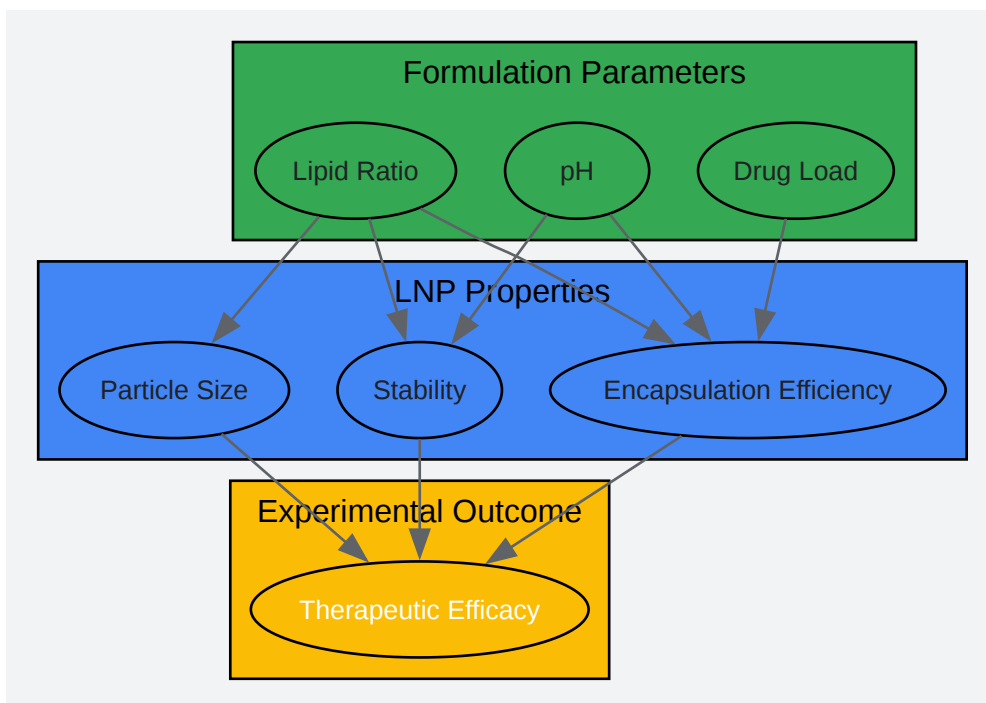 Formulation Parameters
Lipid Ratio
pH
Drug Load
LNP Properties
Particle Size
Stability
Encapsulation Efficiency
Experimental Outcome
Therapeutic Efficacy